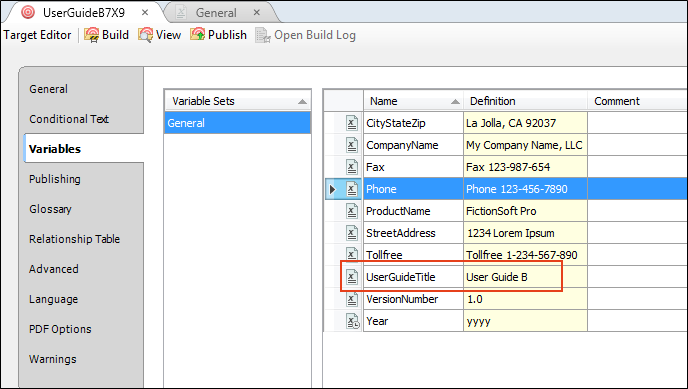 UserGuideB7X9 General
Target Editor Build View Publish Open Build Log
General
Conditional Text
Variables
Publishing
Glossary
Relationship Table
Advanced
Language
PDF Options
Warnings
Variable Sets
General
Name Definition Comment
CityStateZip La Jolla, CA 92037
CompanyName My Company Name, LLC
Fax Fax 123-987-654
Phone Phone 123-456-7890
ProductName FictionSoft Pro
StreetAddress 1234 Lorem Ipsum
Tollfree Tollfree 1-234-567-890
UserGuideTitle User Guide B
VersionNumber 1.0
Year yyyy